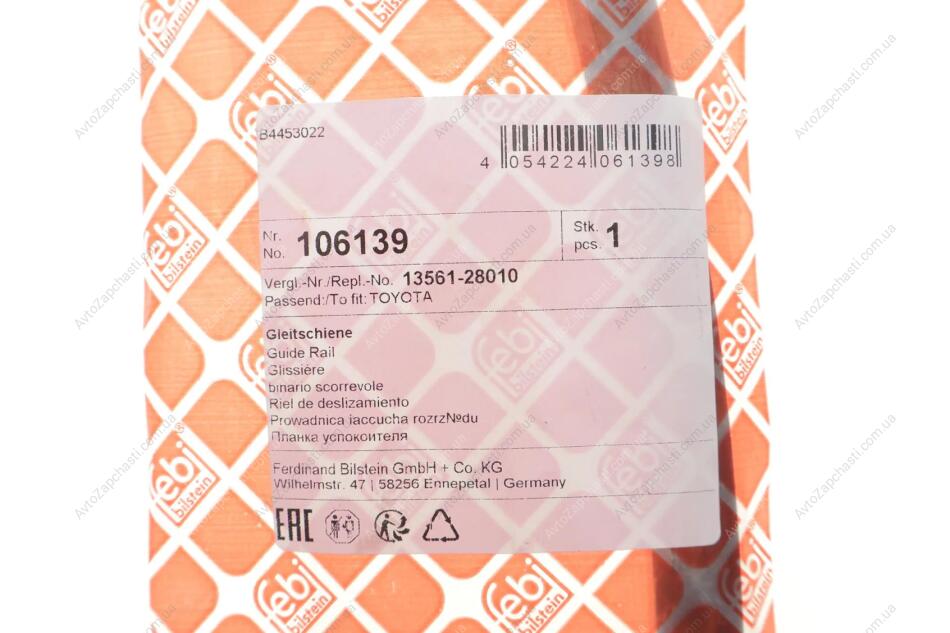 B4453022
4 054224 061398
Nr.
No. 106139
Stk.
pcs. 1
Vergl.-Nr./Repl.-No. 13561-28010
Passend:/To fit: TOYOTA
Gleitschiene
Guide Rail
Glissière
binario scorrevole
Riel de deslizamiento
Prowadnica iaccucha rozrz№du
Планка успокоителя
Ferdinand Bilstein GmbH + Co. KG
Wilhelmstr. 47 | 58256 Ennepetal | Germany
EAC
febi
bilstein
AvtoZapchasti.com.ua